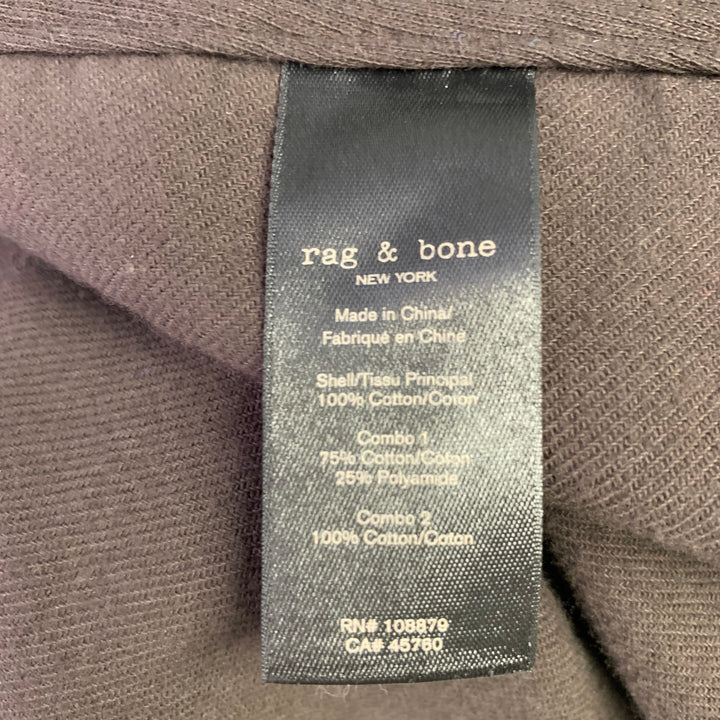 rag & bone
NEW YORK
Made in China/
Fabriqué en Chine
Shell/Tissu Principal
100% Cotton/Coton
Combo 1
75% Cotton/Coton
25% Polyamide
Combo 2
100% Cotton/Coton
RN# 108879
CA# 45760